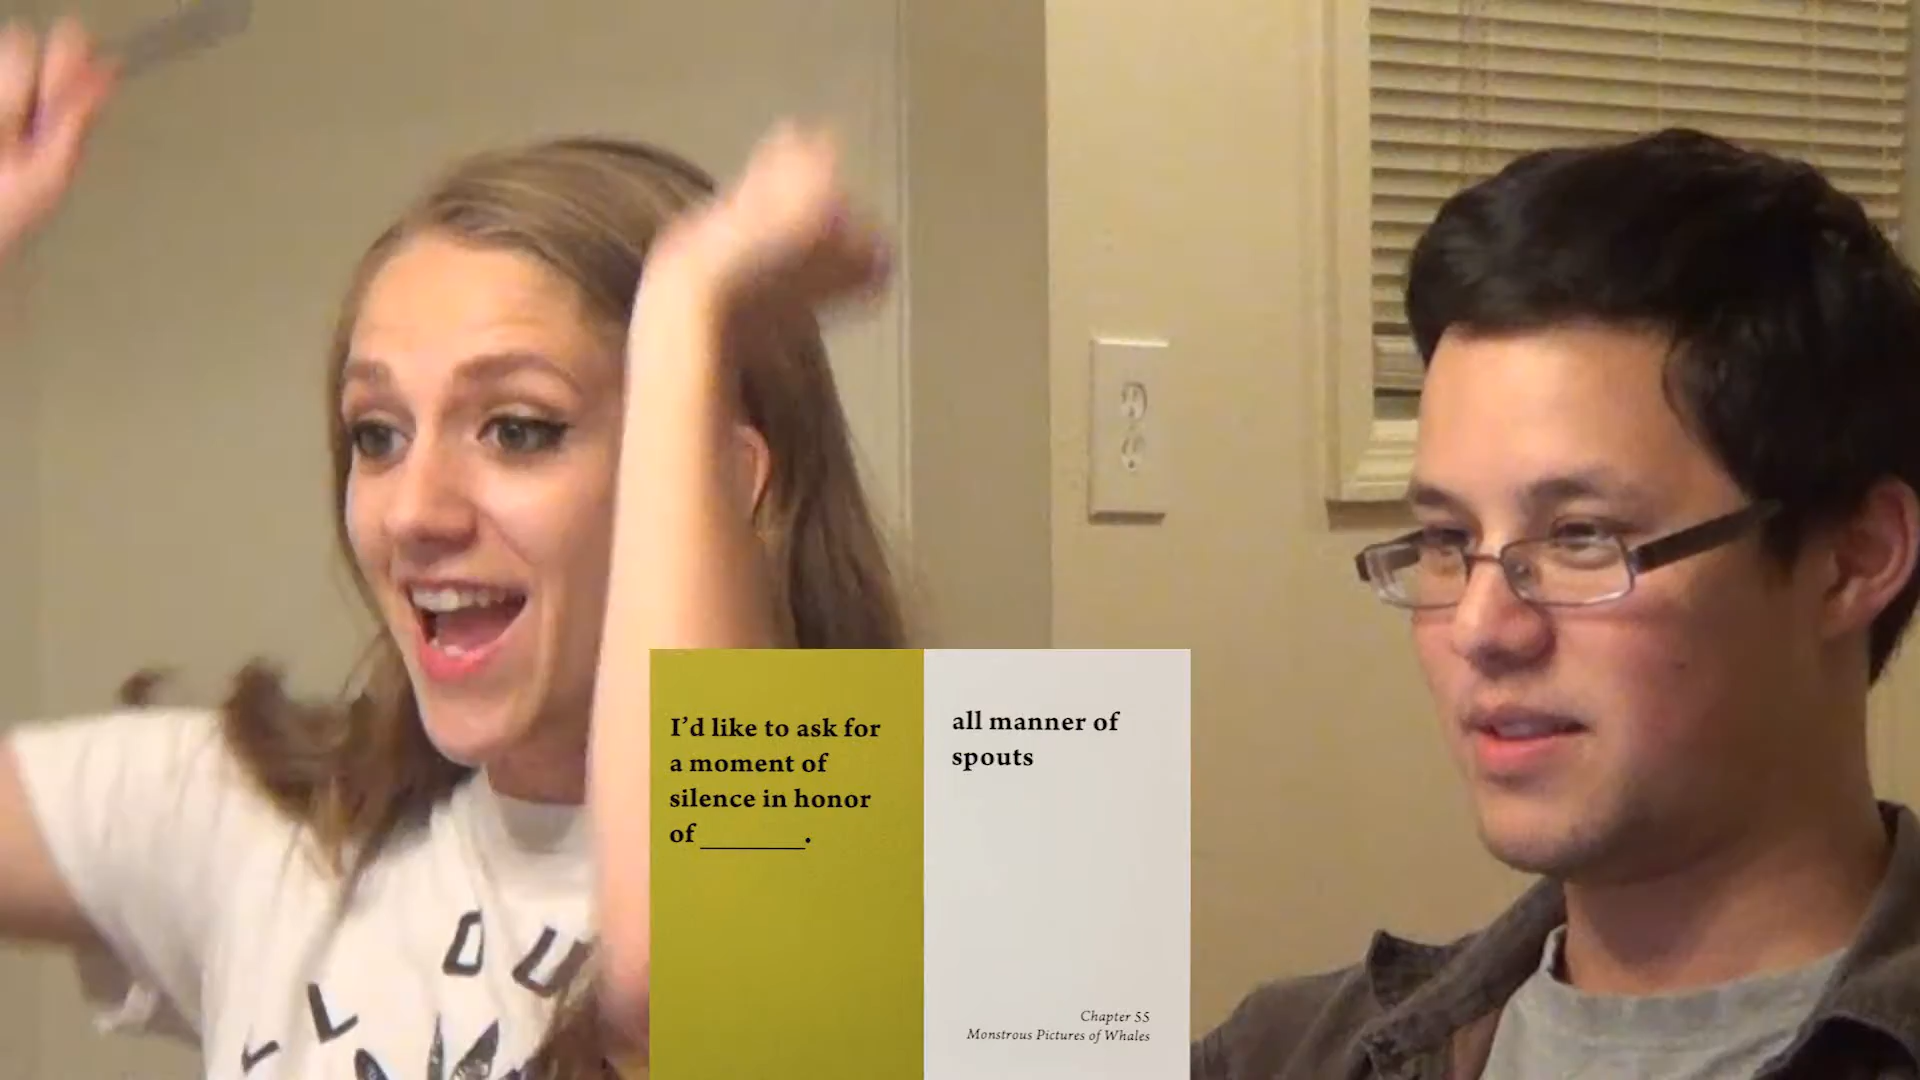 I'd like to ask for
a moment of
silence in honor
of ________.
all manner of
spouts
Chapter 55
Monstrous Pictures of Whales